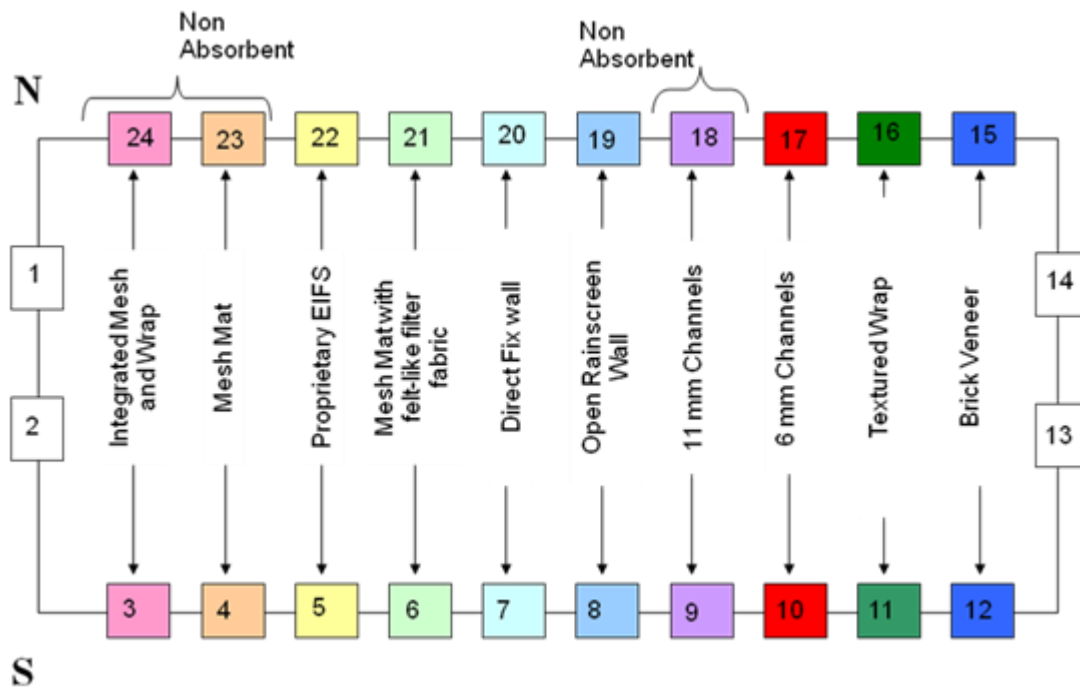 Non
Absorbent
Non
Absorbent
N
24
23
22
21
20
19
18
17
16
15
1
2
14
13
Integrated Mesh
and Wrap
Mesh Mat
Proprietary EIFS
Mesh Mat with
felt-like filter
fabric
Direct Fix wall
Open Rainscreen
Wall
11 mm Channels
6 mm Channels
Textured Wrap
Brick Veneer
3
4
5
6
7
8
9
10
11
12
S